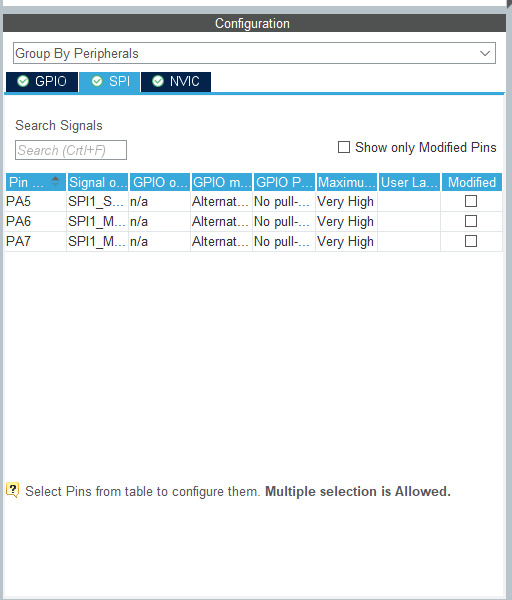 Configuration
Group By Peripherals
GPIO SPI NVIC
Search Signals
Search (Crtl+F)
Show only Modified Pins
Pin ... Signal o... GPIO o... GPIO m... GPIO P... Maximu... User La... Modified
PA5 SPI1_S... n/a Alternat... No pull-... Very High
PA6 SPI1_M... n/a Alternat... No pull-... Very High
PA7 SPI1_M... n/a Alternat... No pull-... Very High
? Select Pins from table to configure them. Multiple selection is Allowed.